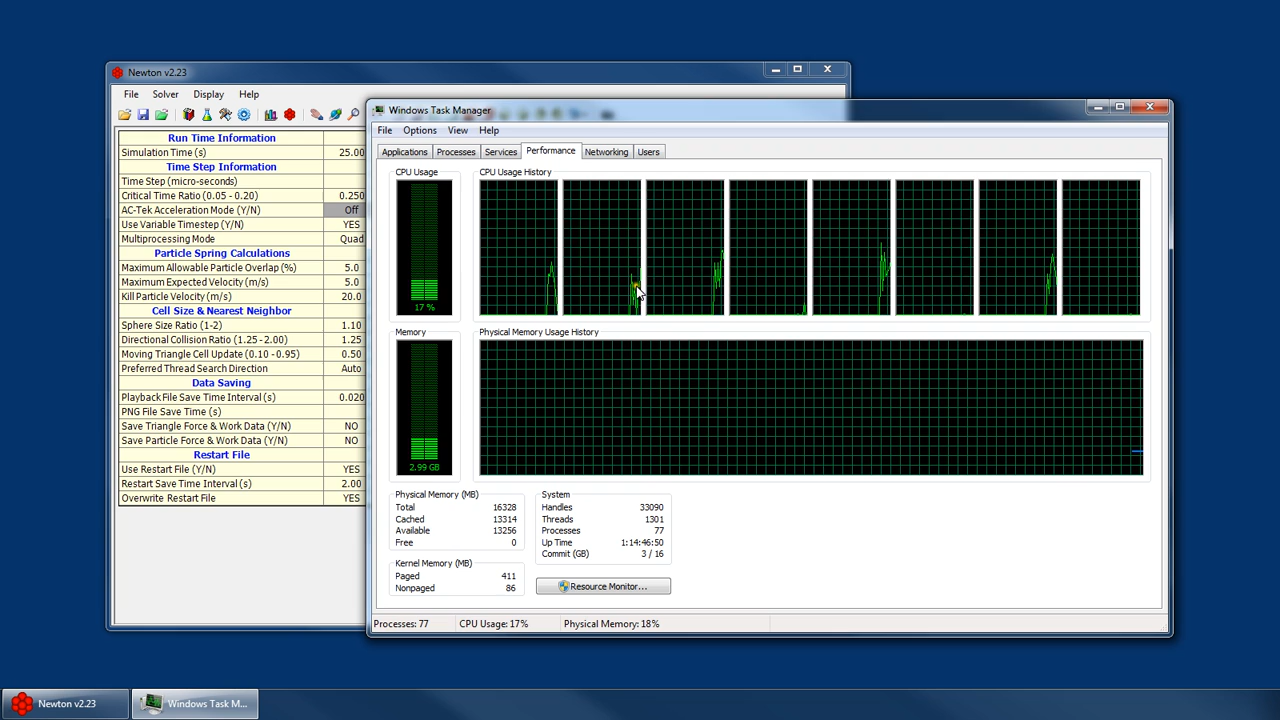 Newton v2.23
File Solver Display Help
Run Time Information
Simulation Time (s) 25.00
Time Step Information
Time Step (micro-seconds)
Critical Time Ratio (0.05 - 0.20) 0.250
AC-Tek Acceleration Mode (Y/N) Off
Use Variable Timestep (Y/N) YES
Multiprocessing Mode Quad
Particle Spring Calculations
Maximum Allowable Particle Overlap (%) 5.0
Maximum Expected Velocity (m/s) 5.0
Kill Particle Velocity (m/s) 20.0
Cell Size & Nearest Neighbor
Sphere Size Ratio (1-2) 1.10
Directional Collision Ratio (1.25 - 2.00) 1.25
Moving Triangle Cell Update (0.10 - 0.95) 0.50
Preferred Thread Search Direction Auto
Data Saving
Playback File Save Time Interval (s) 0.020
PNG File Save Time (s)
Save Triangle Force & Work Data (Y/N) NO
Save Particle Force & Work Data (Y/N) NO
Restart File
Use Restart File (Y/N) YES
Restart Save Time Interval (s) 2.00
Overwrite Restart File YES
Windows Task Manager
File Options View Help
Applications Processes Services Performance Networking Users
CPU Usage CPU Usage History
17 %
Memory Physical Memory Usage History
2.99 GB
Physical Memory (MB)
Total 16328
Cached 13314
Available 13256
Free 0
Kernel Memory (MB)
Paged 411
Nonpaged 86
System
Handles 33090
Threads 1301
Processes 77
Up Time 1:14:46:50
Commit (GB) 3 / 16
Resource Monitor...
Processes: 77 CPU Usage: 17% Physical Memory: 18%
Newton v2.23 Windows Task M...